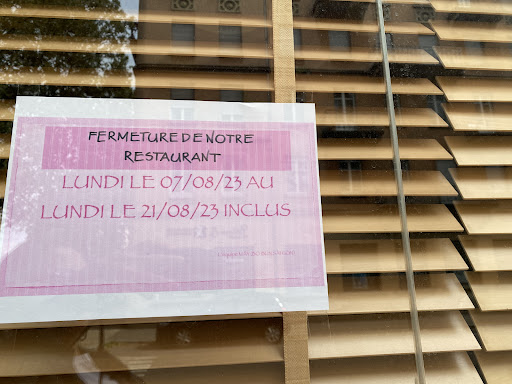 FERMETURE DE NOTRE
RESTAURANT
LUNDI LE 07/08/23 AU
LUNDI LE 21/08/23 INCLUS